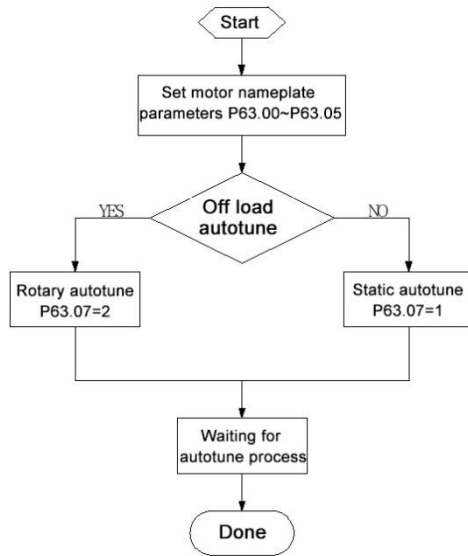 Start
Set motor nameplate
parameters P63.00~P63.05
Off load
autotune
YES
NO
Rotary autotune
P63.07=2
Static autotune
P63.07=1
Waiting for
autotune process
Done